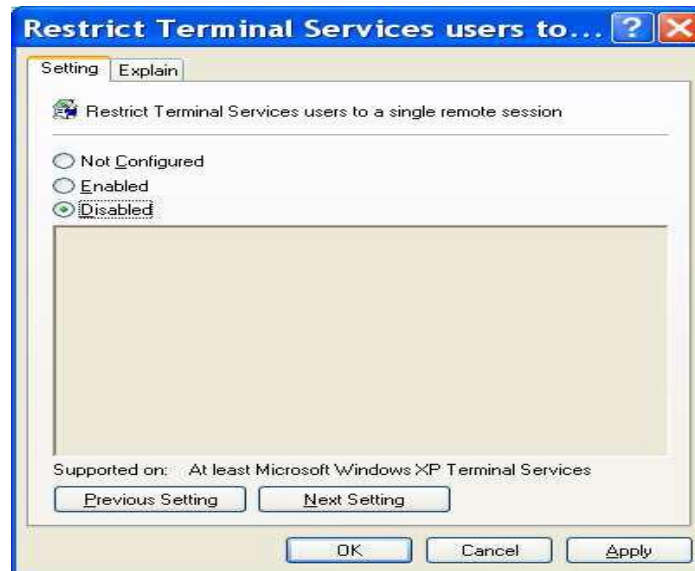 Restrict Terminal Services users to...
Setting
Explain
Restrict Terminal Services users to a single remote session
Not Configured
Enabled
Disabled
Supported on: At least Microsoft Windows XP Terminal Services
Previous Setting
Next Setting
OK
Cancel
Apply